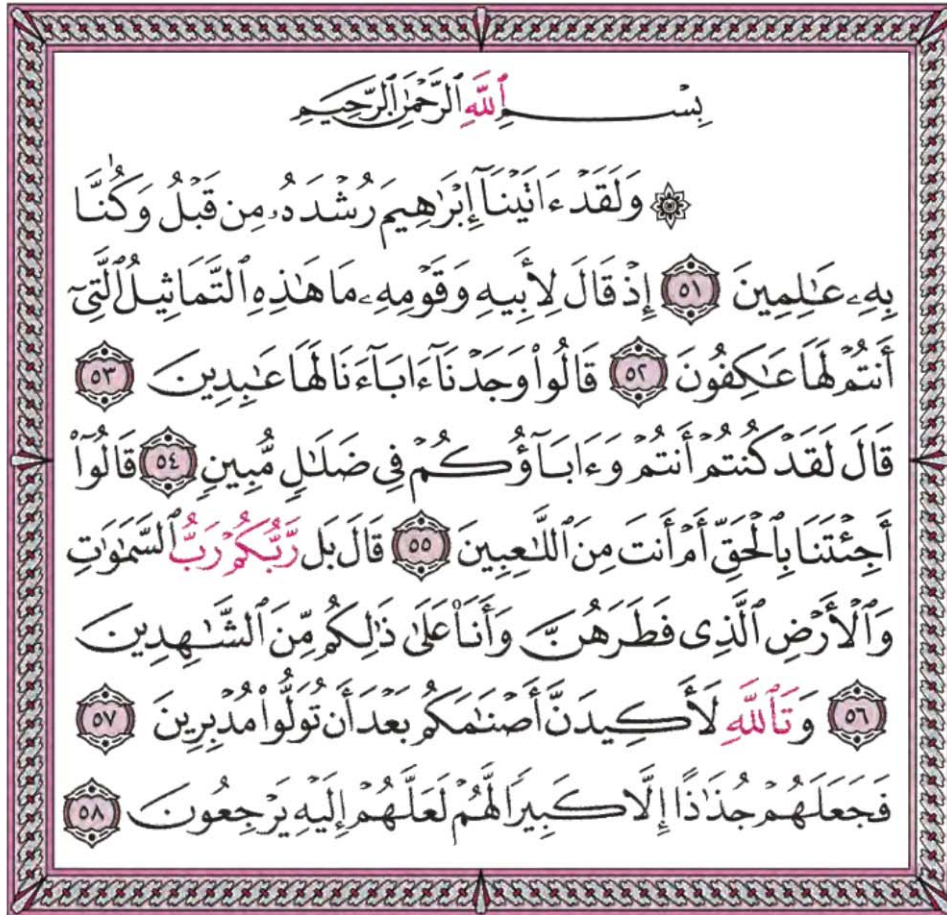 بِسْمِ ٱللَّهِ ٱلرَّحْمَٰنِ ٱلرَّحِيمِ
۞ وَلَقَدْ ءَاتَيْنَآ إِبْرَٰهِيمَ رُشْدَهُۥ مِن قَبْلُ وَكُنَّا
بِهِۦ عَٰلِمِينَ ٥١ إِذْ قَالَ لِأَبِيهِ وَقَوْمِهِۦ مَا هَٰذِهِ ٱلتَّمَاثِيلُ ٱلَّتِىٓ
أَنتُمْ لَهَا عَٰكِفُونَ ٥٢ قَالُوا۟ وَجَدْنَآ ءَابَآءَنَا لَهَا عَٰبِدِينَ ٥٣
قَالَ لَقَدْ كُنتُمْ أَنتُمْ وَءَابَآؤُكُمْ فِى ضَلَٰلٍ مُّبِينٍ ٥٤ قَالُوٓا۟
أَجِئْتَنَا بِٱلْحَقِّ أَمْ أَنتَ مِنَ ٱللَّٰعِبِينَ ٥٥ قَالَ بَل رَّبُّكُمْ رَبُّ ٱلسَّمَٰوَٰتِ
وَٱلْأَرْضِ ٱلَّذِى فَطَرَهُنَّ وَأَنَا۠ عَلَىٰ ذَٰلِكُم مِّنَ ٱلشَّٰهِدِينَ
٥٦ وَتَٱللَّهِ لَأَكِيدَنَّ أَصْنَٰمَكُم بَعْدَ أَن تُوَلُّوا۟ مُدْبِرِينَ ٥٧
فَجَعَلَهُمْ جُذَٰذًا إِلَّا كَبِيرًا لَّهُمْ لَعَلَّهُمْ إِلَيْهِ يَرْجِعُونَ ٥٨